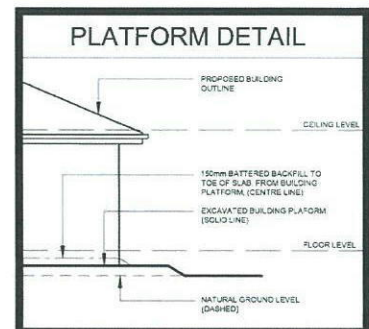 PLATFORM DETAIL
PROPOSED BUILDING
OUTLINE
CEILING LEVEL
150mm BATTERED BACKFILL TO
TOE OF SLAB, FROM BUILDING
PLATFORM, (CENTRE LINE)
EXCAVATED BUILDING PLAFORM
(SOLID LINE)
FLOOR LEVEL
NATURAL GROUND LEVEL
(DASHED)